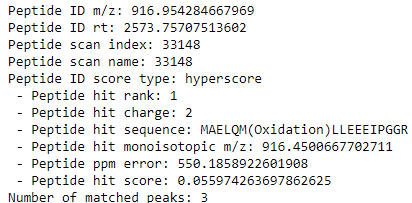 Peptide ID m/z: 916.954284667969
Peptide ID rt: 2573.75707513602
Peptide scan index: 33148
Peptide scan name: 33148
Peptide ID score type: hyperscore
 - Peptide hit rank: 1
 - Peptide hit charge: 2
 - Peptide hit sequence: MAELQM(Oxidation)LLEEEIPGGR
 - Peptide hit monoisotopic m/z: 916.4500667702711
 - Peptide ppm error: 550.1858922601908
 - Peptide hit score: 0.055974263697862625
Number of matched peaks: 3